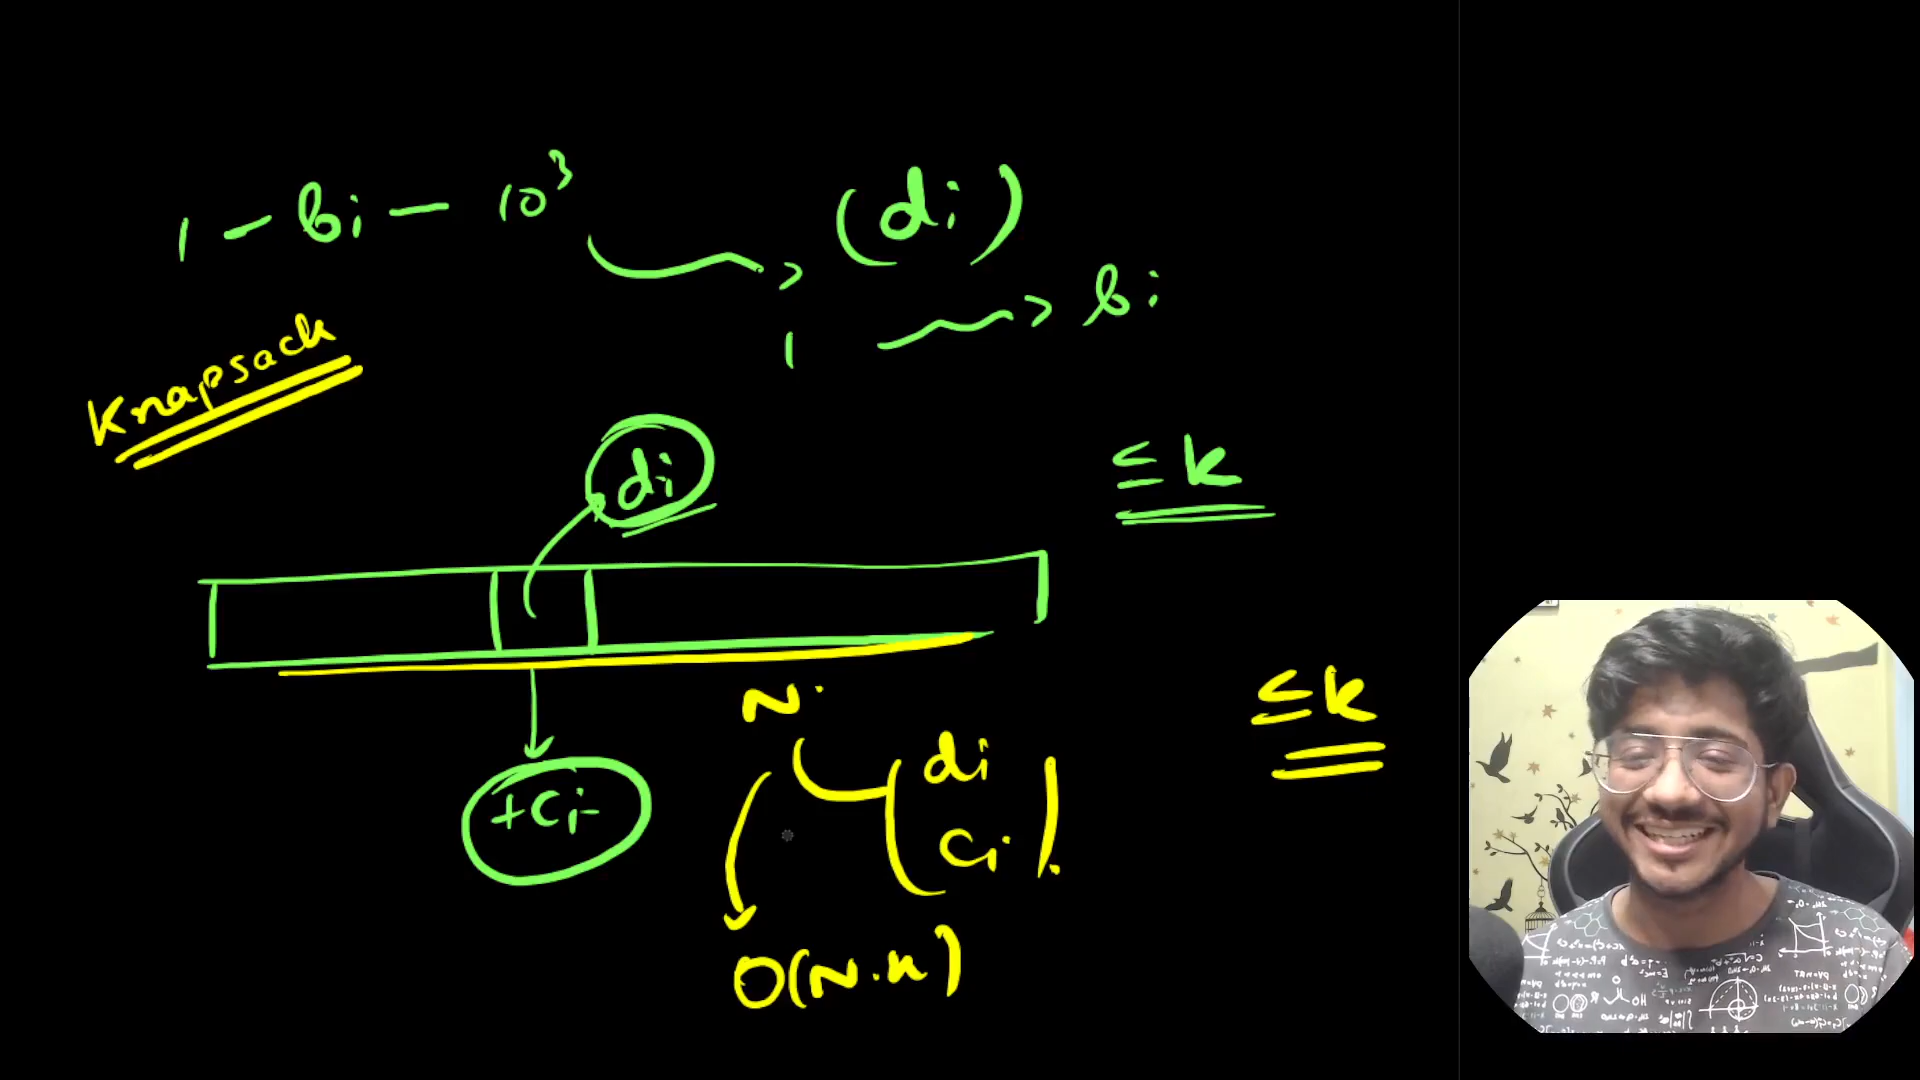 1 - bi - 10³
(di)
1 → bi
Knapsack
di
≤ k
N
≤ k
di
+ci
ci
O(N.k)